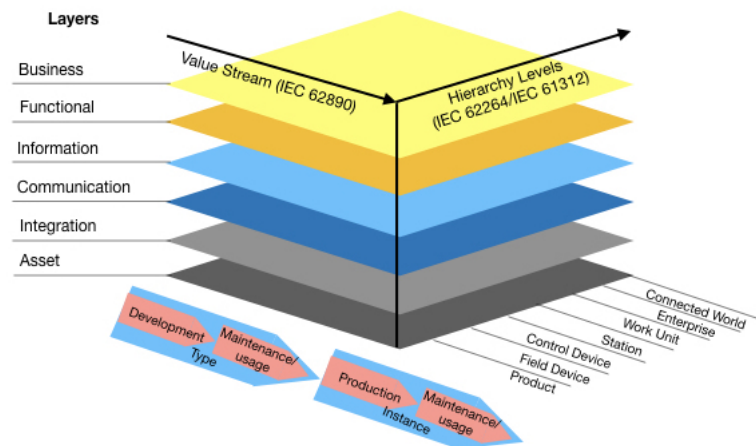 Layers
Business
Functional
Information
Communication
Integration
Asset
Value Stream (IEC 62890)
Hierarchy Levels
(IEC 62264/IEC 61312)
Development
Maintenance/
usage
Type
Production
Maintenance/
usage
Instance
Connected World
Enterprise
Work Unit
Station
Control Device
Field Device
Product